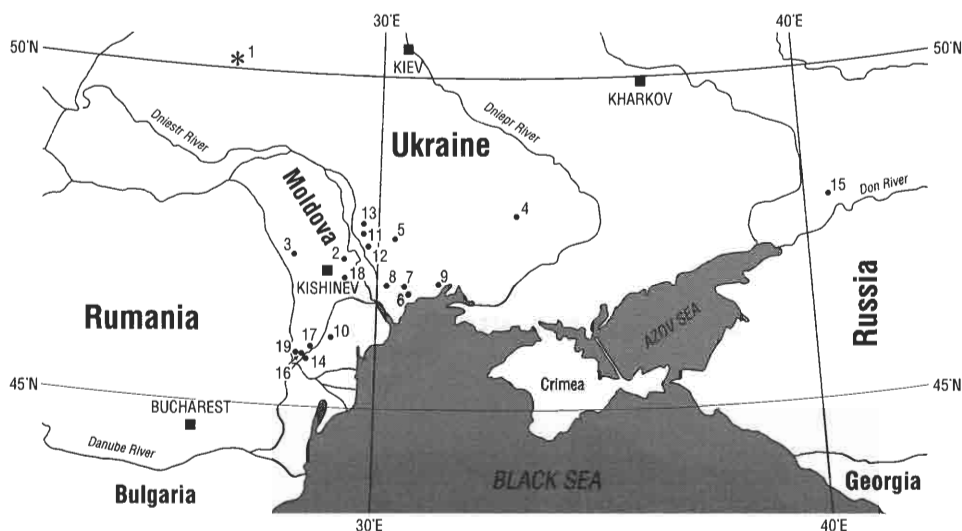 30°E
40°E
50°N
1
50°N
KIEV
KHARKOV
Dniestr River
Dniepr River
Ukraine
Moldova
13
11
12
5
4
15
Don River
3
2
KISHINEV
18
8
7
6
9
Rumania
Russia
AZOV SEA
17
10
19
16
14
Crimea
45°N
45°N
BUCHAREST
Danube River
BLACK SEA
Bulgaria
Georgia
30°E
40°E